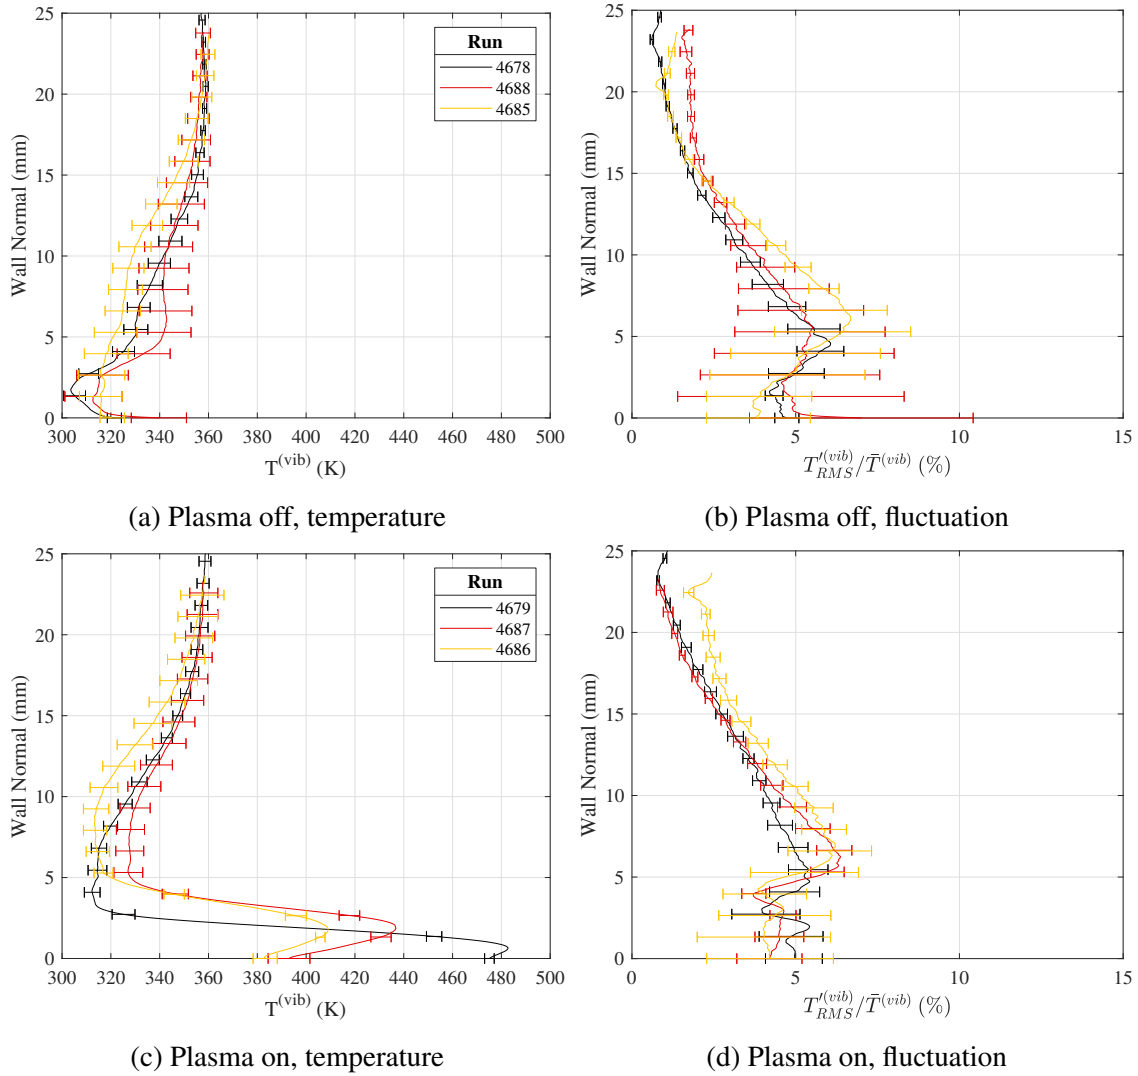 25
20
15
10
5
0
Wall Normal (mm)
300 320 340 360 380 400 420 440 460 480 500
T^(vib) (K)
Run
4678
4688
4685
(a) Plasma off, temperature
25
20
15
10
5
0
Wall Normal (mm)
0 5 10 15
T′^(vib)_RMS/T̄^(vib) (%)
(b) Plasma off, fluctuation
25
20
15
10
5
0
Wall Normal (mm)
300 320 340 360 380 400 420 440 460 480 500
T^(vib) (K)
Run
4679
4687
4686
(c) Plasma on, temperature
25
20
15
10
5
0
Wall Normal (mm)
0 5 10 15
T′^(vib)_RMS/T̄^(vib) (%)
(d) Plasma on, fluctuation